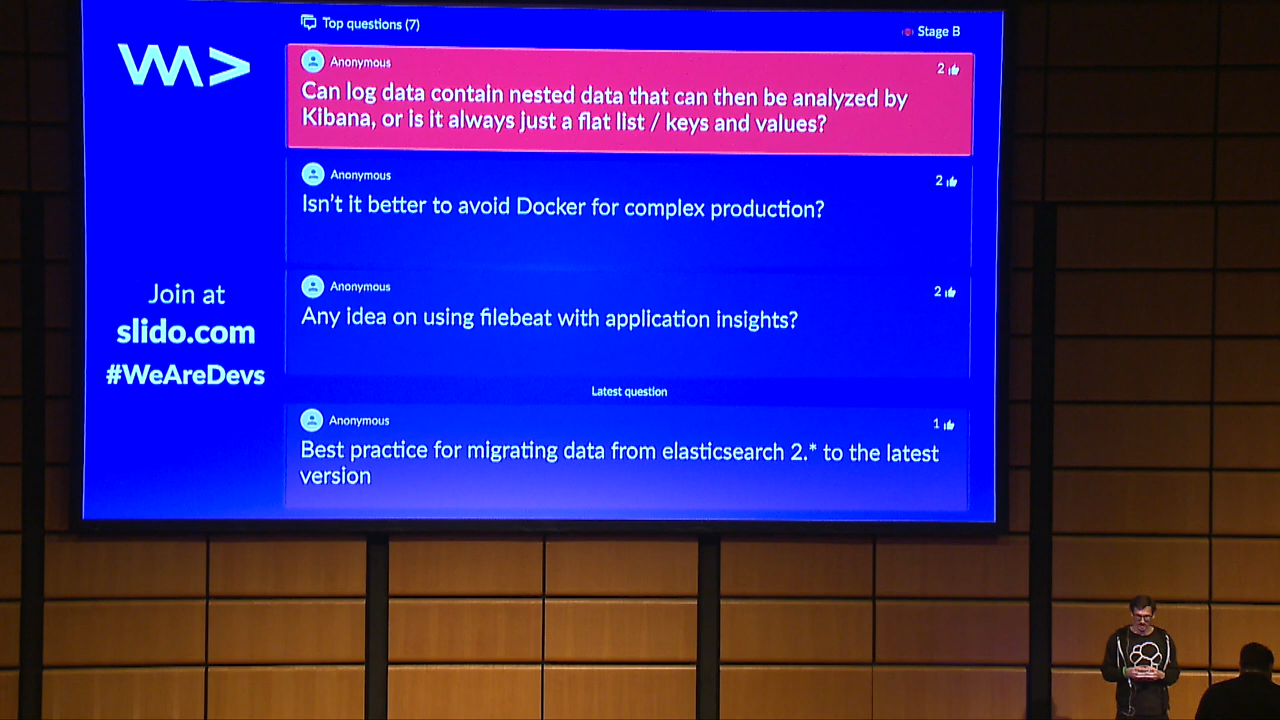 Top questions (7)
Stage B
WA>
Anonymous
2
Can log data contain nested data that can then be analyzed by
Kibana, or is it always just a flat list / keys and values?
Anonymous
2
Isn't it better to avoid Docker for complex production?
Anonymous
2
Any idea on using filebeat with application insights?
Join at
slido.com
#WeAreDevs
Latest question
Anonymous
1
Best practice for migrating data from elasticsearch 2.* to the latest
version